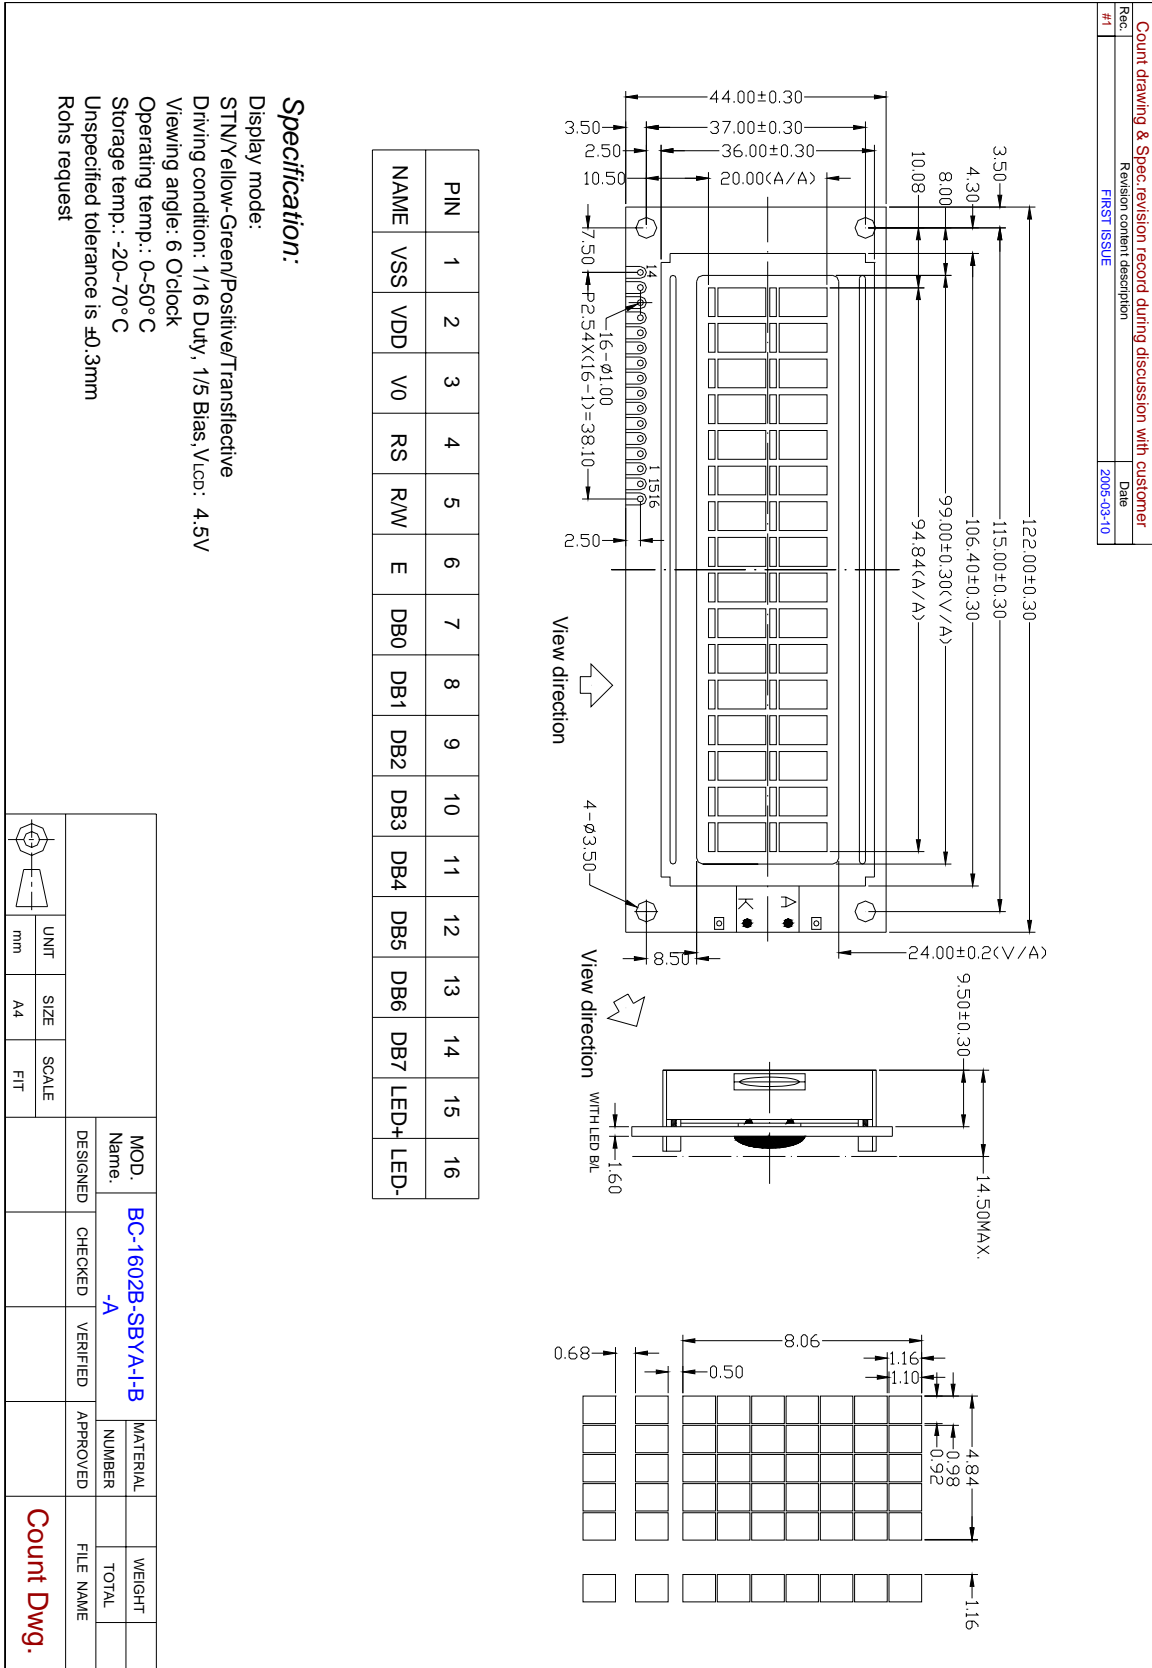 Count drawing & Spec.revision record during discussion with customer
Rec. Revision content description Date
#1 FIRST ISSUE 2005-03-10
122.00±0.30
115.00±0.30
106.40±0.30
99.00±0.30(V/A)
94.84(A/A)
3.50
4.30
8.00
10.08
44.00±0.30
37.00±0.30
36.00±0.30
20.00(A/A)
3.50
2.50
10.50
7.50
14
1
1516
16-Ø1.00
P2.54X(16-1)=38.10
2.50
A
K
4-Ø3.50
8.50
24.00±0.2(V/A)
View direction
View direction
9.50±0.30
14.50MAX.
1.60
WITH LED B/L
8.06
1.16
1.10
0.50
0.68
4.84
0.98
0.92
1.16
PIN 1 2 3 4 5 6 7 8 9 10 11 12 13 14 15 16
NAME VSS VDD V0 RS R/W E DB0 DB1 DB2 DB3 DB4 DB5 DB6 DB7 LED+ LED-
Specification:
Display mode:
STN/Yellow-Green/Positive/Transflective
Driving condition: 1/16 Duty, 1/5 Bias,VLCD: 4.5V
Viewing angle: 6 O'clock
Operating temp.: 0~50°C
Storage temp.: -20~70°C
Unspecified tolerance is ±0.3mm
Rohs request
MOD. Name.
BC-1602B-SBYA-I-B
-A
MATERIAL WEIGHT
NUMBER TOTAL
UNIT SIZE SCALE
mm A4 FIT
DESIGNED CHECKED VERIFIED APPROVED FILE NAME
Count Dwg.